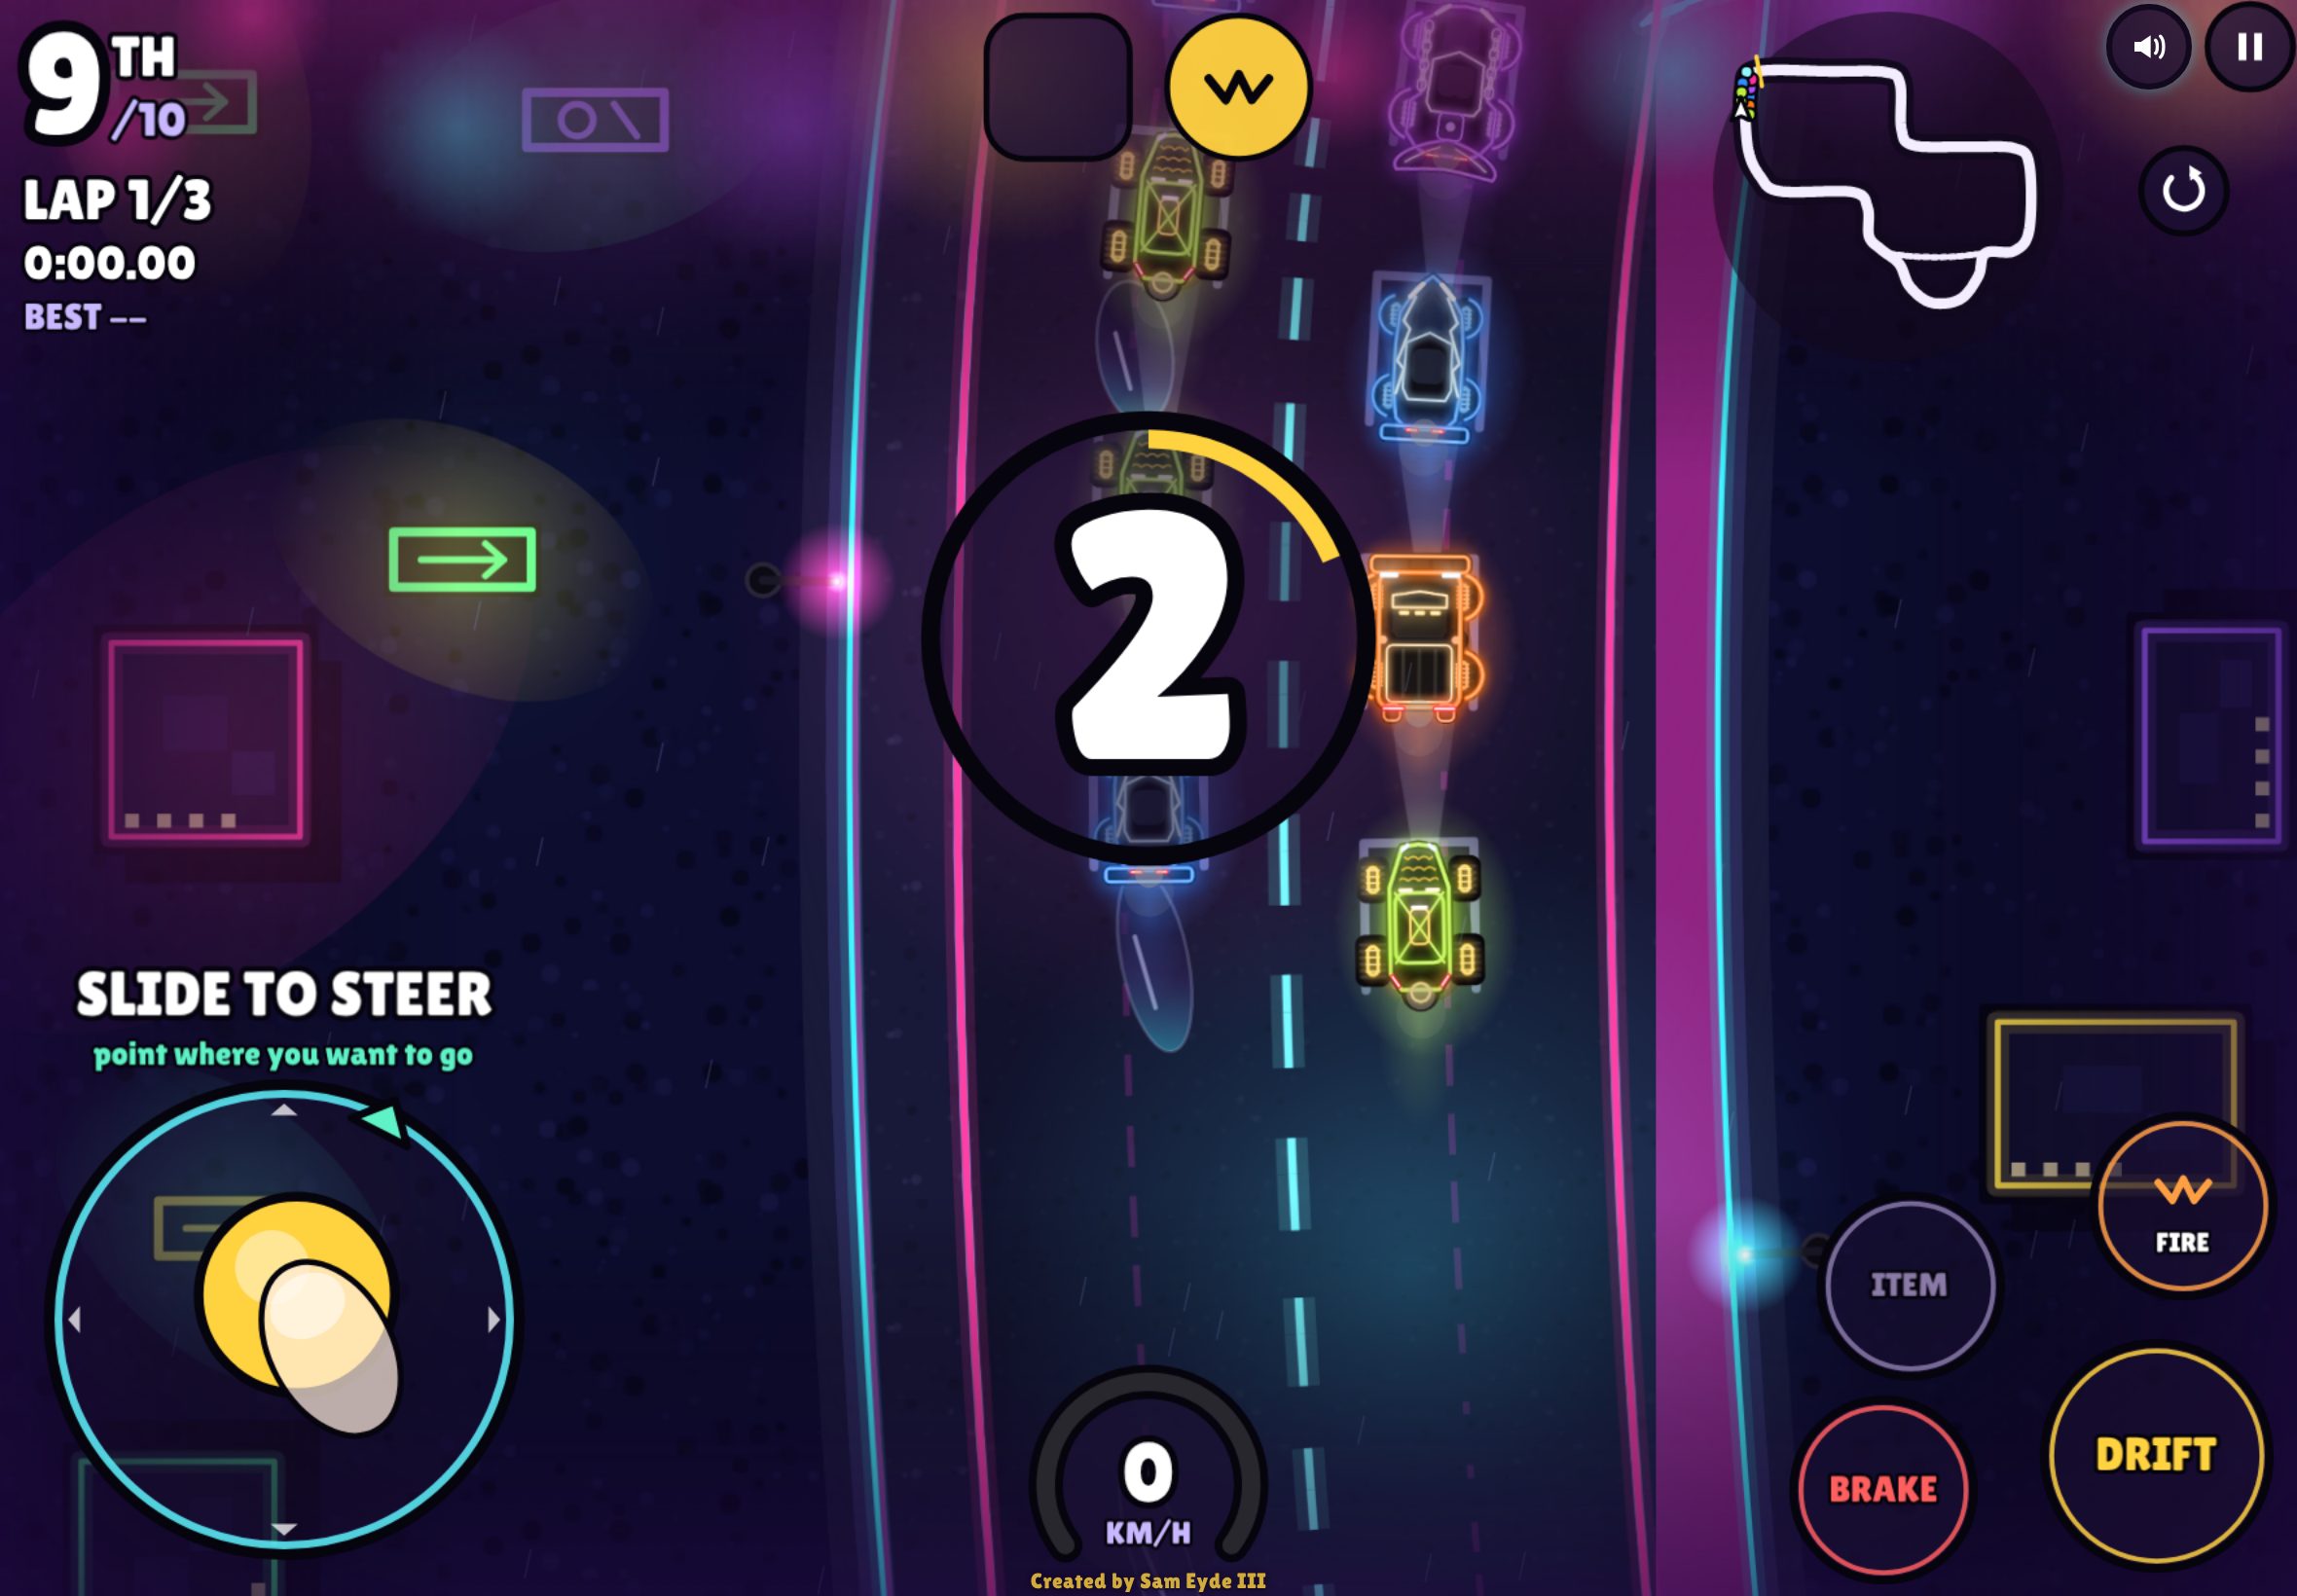 9TH
/10
LAP 1/3
0:00.00
BEST --
2
SLIDE TO STEER
point where you want to go
FIRE
ITEM
DRIFT
BRAKE
0
KM/H
Created by Sam Eyde III